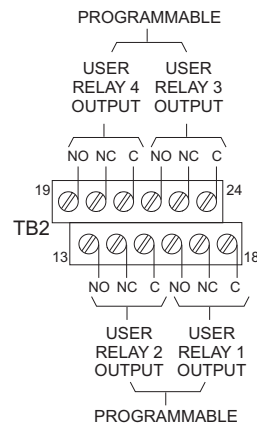 PROGRAMMABLE
USER RELAY 4 OUTPUT
USER RELAY 3 OUTPUT
NO NC C NO NC C
19 24
TB2
13 18
NO NC C NO NC C
USER RELAY 2 OUTPUT
USER RELAY 1 OUTPUT
PROGRAMMABLE